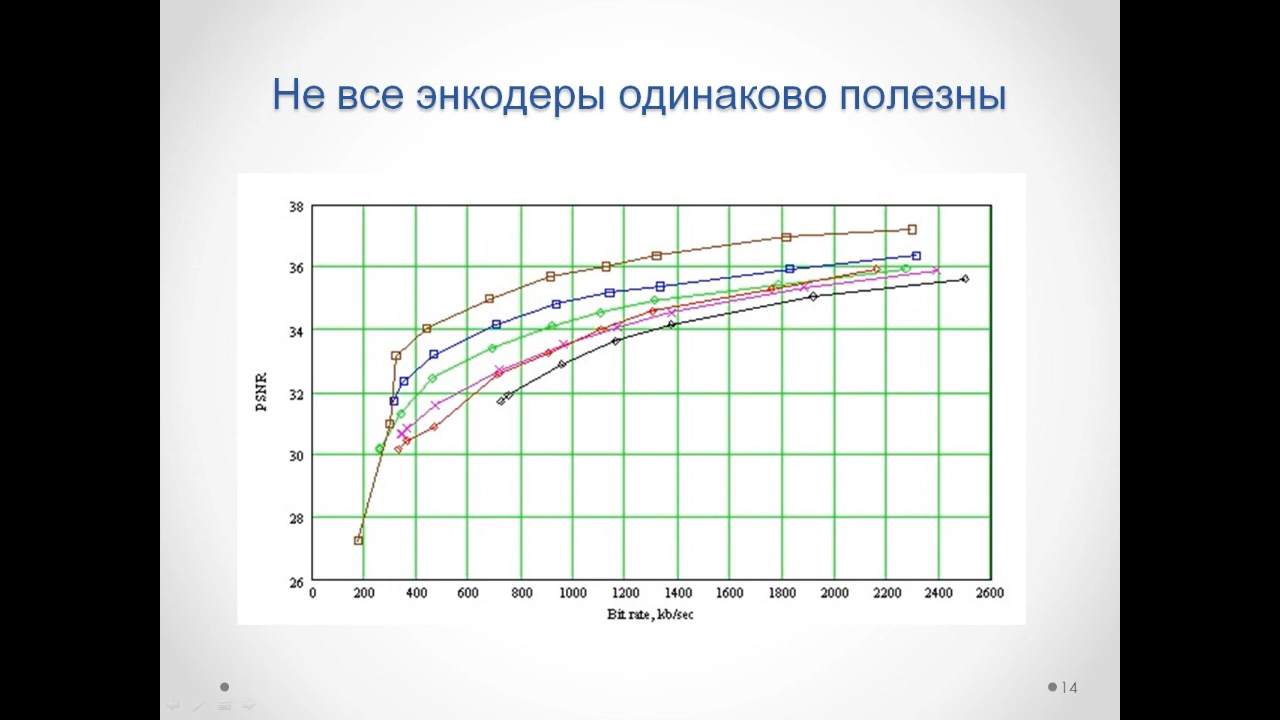 Не все энкодеры одинаково полезны
38
36
34
32
30
28
26
PSNR
0 200 400 600 800 1000 1200 1400 1600 1800 2000 2200 2400 2600
Bit rate, kb/sec
14